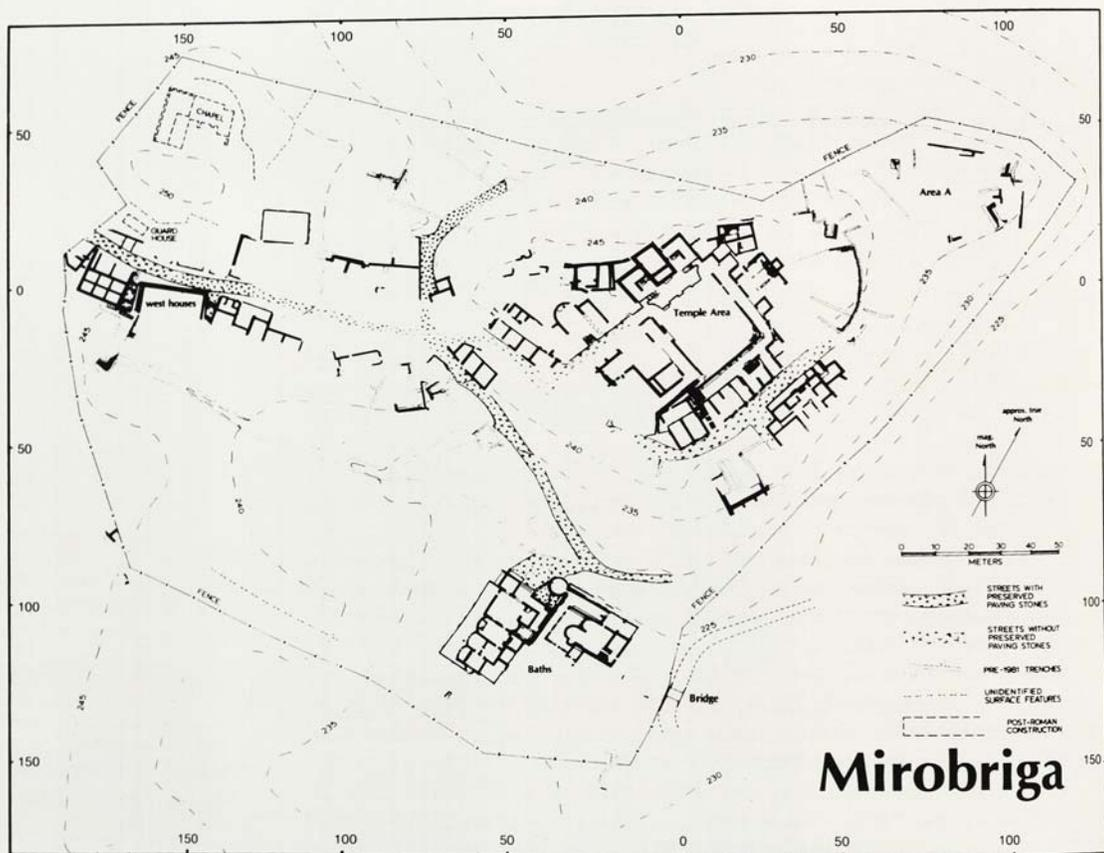 150
100
50
0
50
100
245
230
FENCE
CHAPEL
235
50
FENCE
50
Area A
250
240
GUARD
HOUSE
245
0
west houses
Temple Area
0
235
230
225
245
approx. true
North
mag.
North
50
240
50
240
235
0 10 20 30 40 50
METERS
STREETS WITH
PRESERVED
PAVING STONES
100
FENCE
FENCE
225
100
STREETS WITHOUT
PRESERVED
PAVING STONES
Baths
PRE-1981 TRENCHES
245
Bridge
UNIDENTIFIED
SURFACE FEATURES
235
POST-ROMAN
CONSTRUCTION
150
Mirobriga
150
230
150
100
50
0
50
100